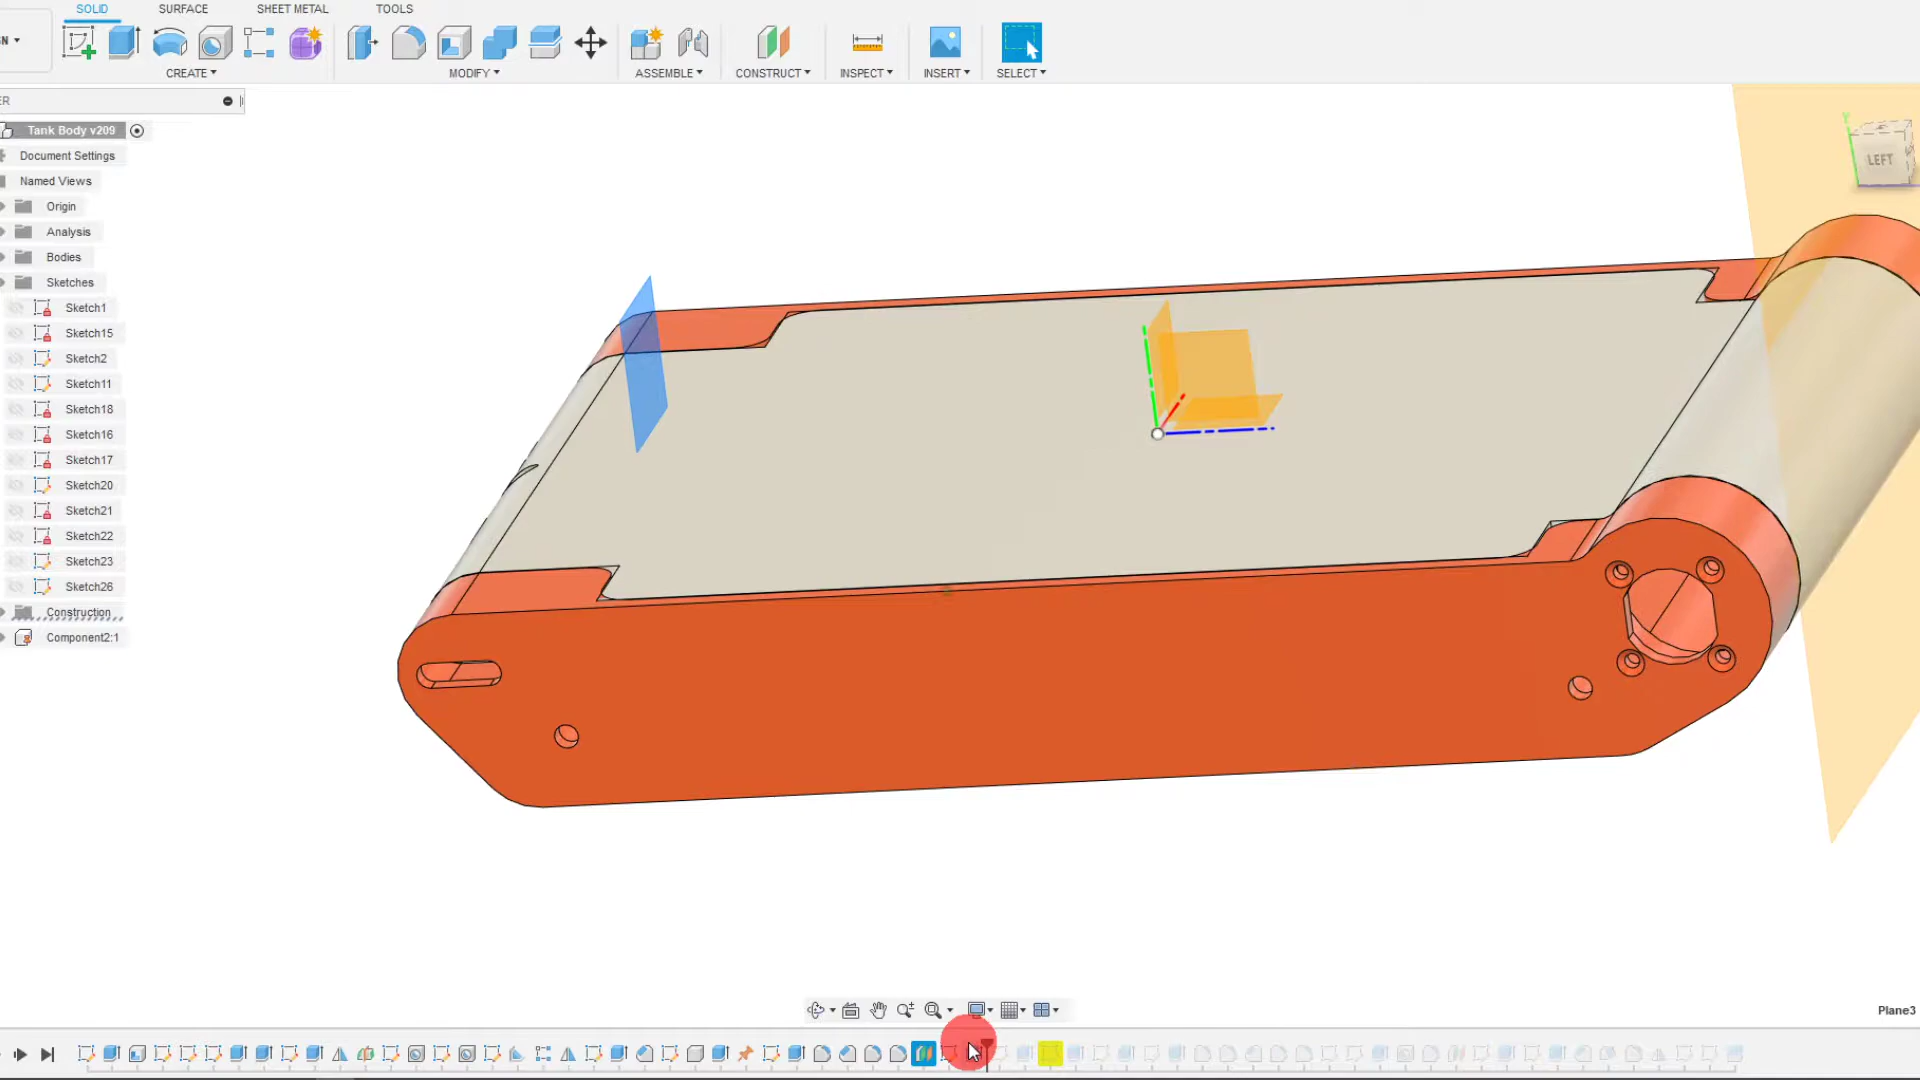 SOLID SURFACE SHEET METAL TOOLS
CREATE MODIFY ASSEMBLE CONSTRUCT INSPECT INSERT SELECT
Tank Body v209
Document Settings
Named Views
Origin
Analysis
Bodies
Sketches
Sketch1
Sketch15
Sketch2
Sketch11
Sketch18
Sketch16
Sketch17
Sketch20
Sketch21
Sketch22
Sketch23
Sketch26
Construction
Component2:1
LEFT
Plane3